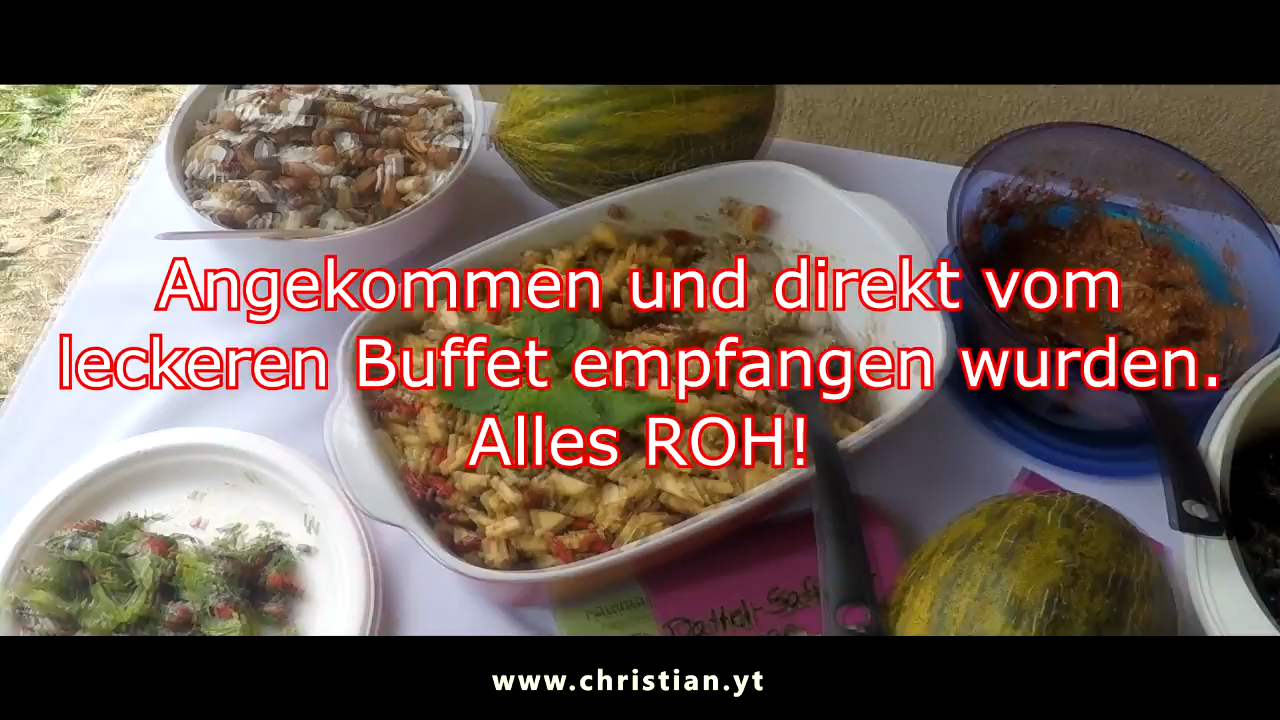 Angekommen und direkt vom
leckeren Buffet empfangen wurden.
Alles ROH!
www.christian.yt